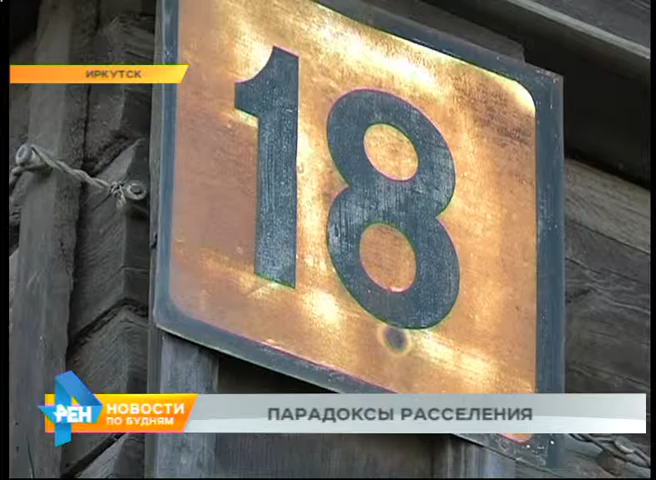 18
ИРКУТСК
РЕН
НОВОСТИ
ПО БУДНЯМ
ПАРАДОКСЫ РАССЕЛЕНИЯ